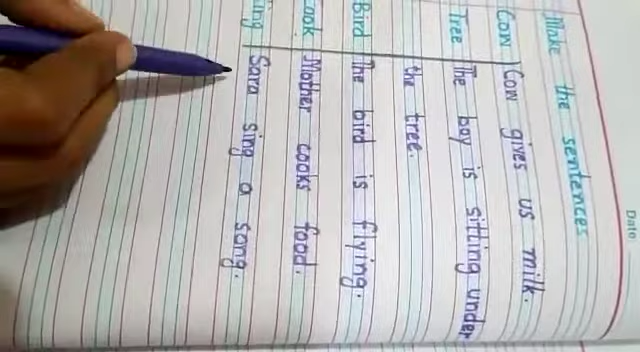 Date
Make the sentences
Cow Cow gives us milk.
Tree The boy is sitting under
the tree.
Bird The bird is flying.
Cook Mother cooks food.
Sara sing a song.